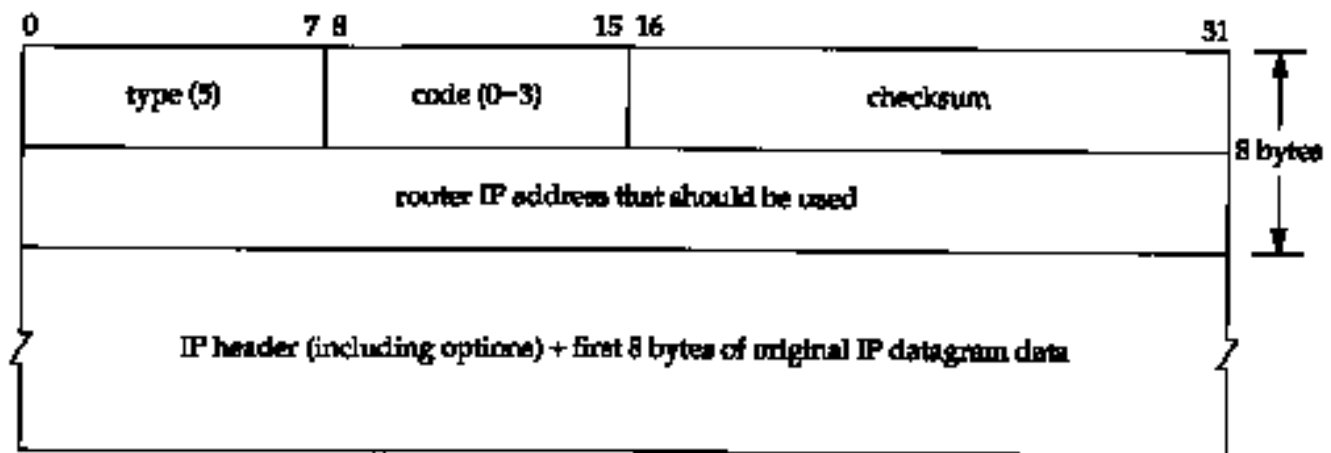 0 7 8 15 16 31
type (5) code (0-3) checksum
8 bytes
router IP address that should be used
IP header (including options) + first 8 bytes of original IP datagram data